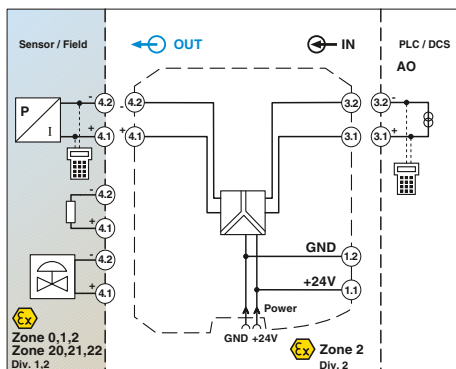 Sensor / Field
OUT
IN
PLC / DCS
AO
P
I
-
4.2
+
4.1
-
4.2
+
4.1
3.2
3.1
3.2
-
3.1
+
-
4.2
+
4.1
-
4.2
+
4.1
GND
1.2
+24V
1.1
Power
GND +24V
Ex
Zone 0,1,2
Zone 20,21,22
Div. 1,2
Ex
Zone 2
Div. 2